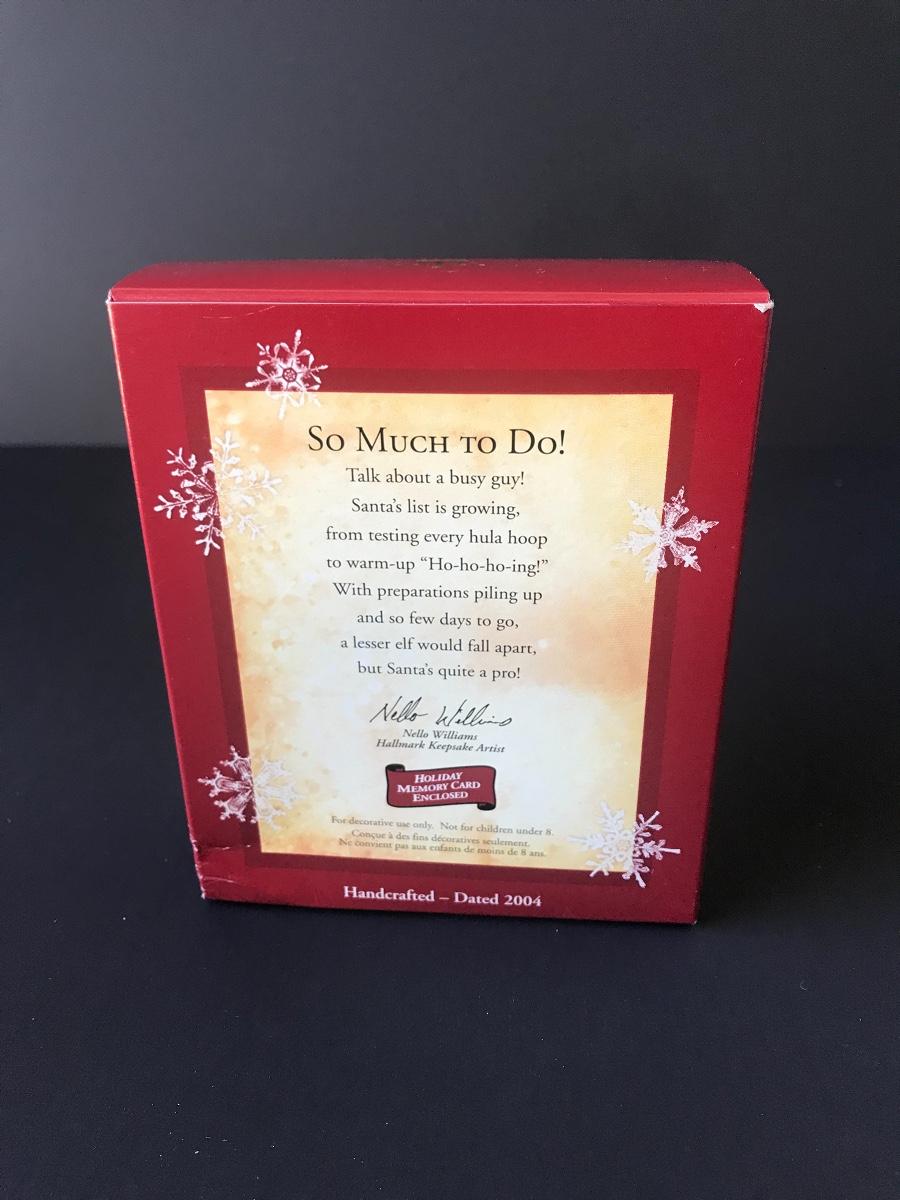 So Much to Do!
Talk about a busy guy!
Santa's list is growing,
from testing every hula hoop
to warm-up “Ho-ho-ho-ing!”
With preparations piling up
and so few days to go,
a lesser elf would fall apart,
but Santa's quite a pro!
Nello Williams
Nello Williams
Hallmark Keepsake Artist
Holiday
Memory Card
Enclosed
For decorative use only. Not for children under 8.
Conçue à des fins décoratives seulement.
Ne convient pas aux enfants de moins de 8 ans.
Handcrafted – Dated 2004